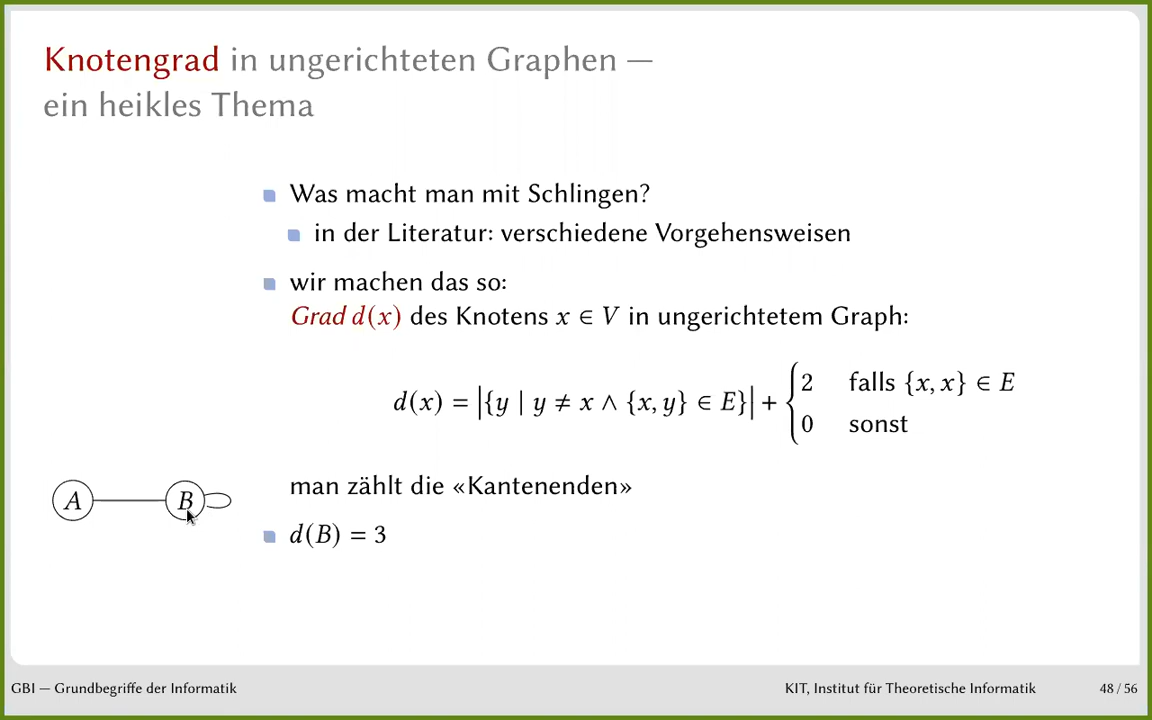 Knotengrad in ungerichteten Graphen —
ein heikles Thema
Was macht man mit Schlingen?
in der Literatur: verschiedene Vorgehensweisen
wir machen das so:
Grad d(x) des Knotens x ∈ V in ungerichtetem Graph:
d(x) = |{y | y ≠ x ∧ {x, y} ∈ E}| + { 2 falls {x, x} ∈ E
0 sonst
man zählt die «Kantenenden»
A B
d(B) = 3
GBI — Grundbegriffe der Informatik KIT, Institut für Theoretische Informatik 48 / 56